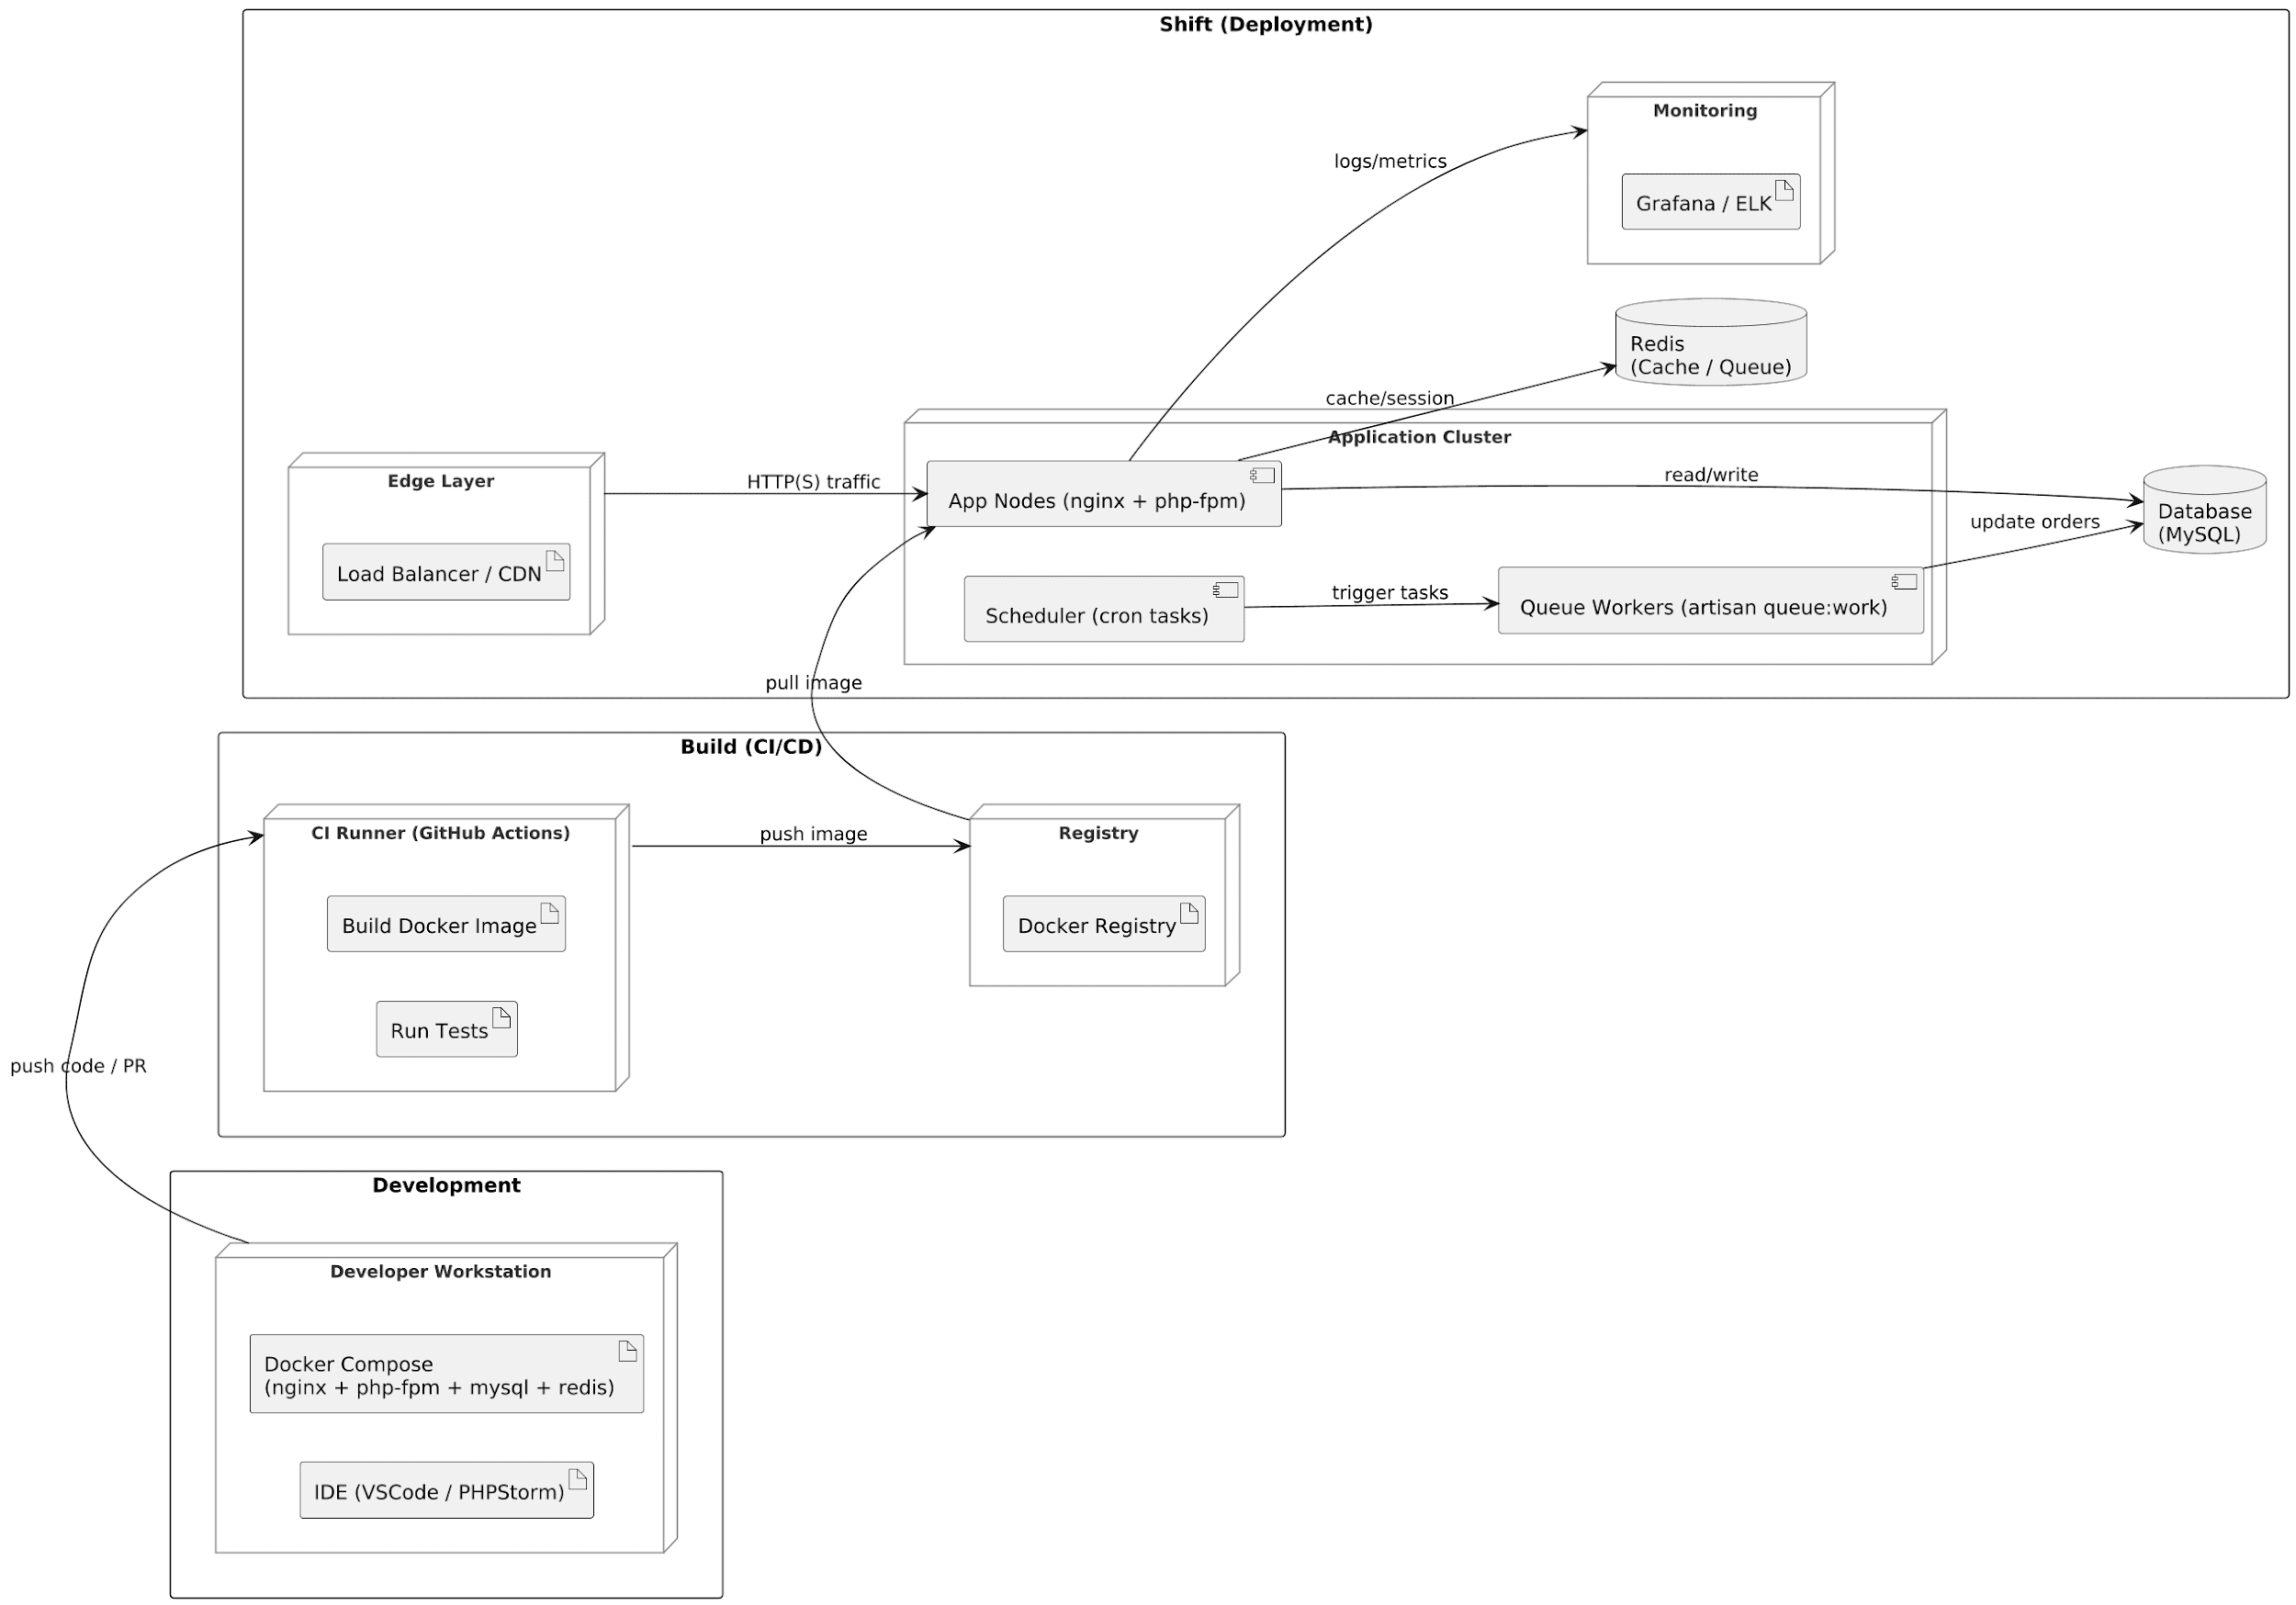 Shift (Deployment)
Monitoring
logs/metrics
Grafana / ELK
Redis
(Cache / Queue)
cache/session
Application Cluster
Edge Layer
HTTP(S) traffic
App Nodes (nginx + php-fpm)
read/write
Database
(MySQL)
update orders
Load Balancer / CDN
Scheduler (cron tasks)
trigger tasks
Queue Workers (artisan queue:work)
pull image
Build (CI/CD)
CI Runner (GitHub Actions)
push image
Registry
Build Docker Image
Docker Registry
Run Tests
push code / PR
Development
Developer Workstation
Docker Compose
(nginx + php-fpm + mysql + redis)
IDE (VSCode / PHPStorm)